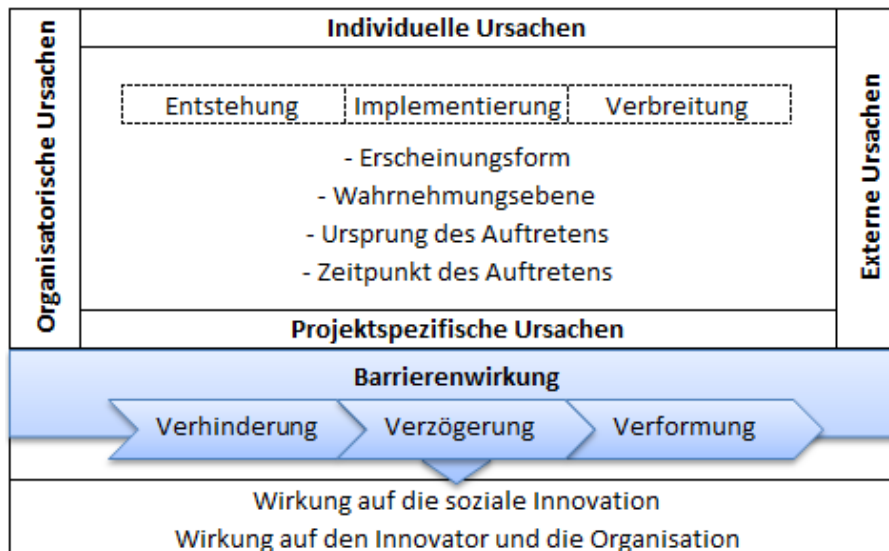 Organisatorische Ursachen
Individuelle Ursachen
Entstehung Implementierung Verbreitung
- Erscheinungsform
- Wahrnehmungsebene
- Ursprung des Auftretens
- Zeitpunkt des Auftretens
Projektspezifische Ursachen
Externe Ursachen
Barrierenwirkung
Verhinderung Verzögerung Verformung
Wirkung auf die soziale Innovation
Wirkung auf den Innovator und die Organisation